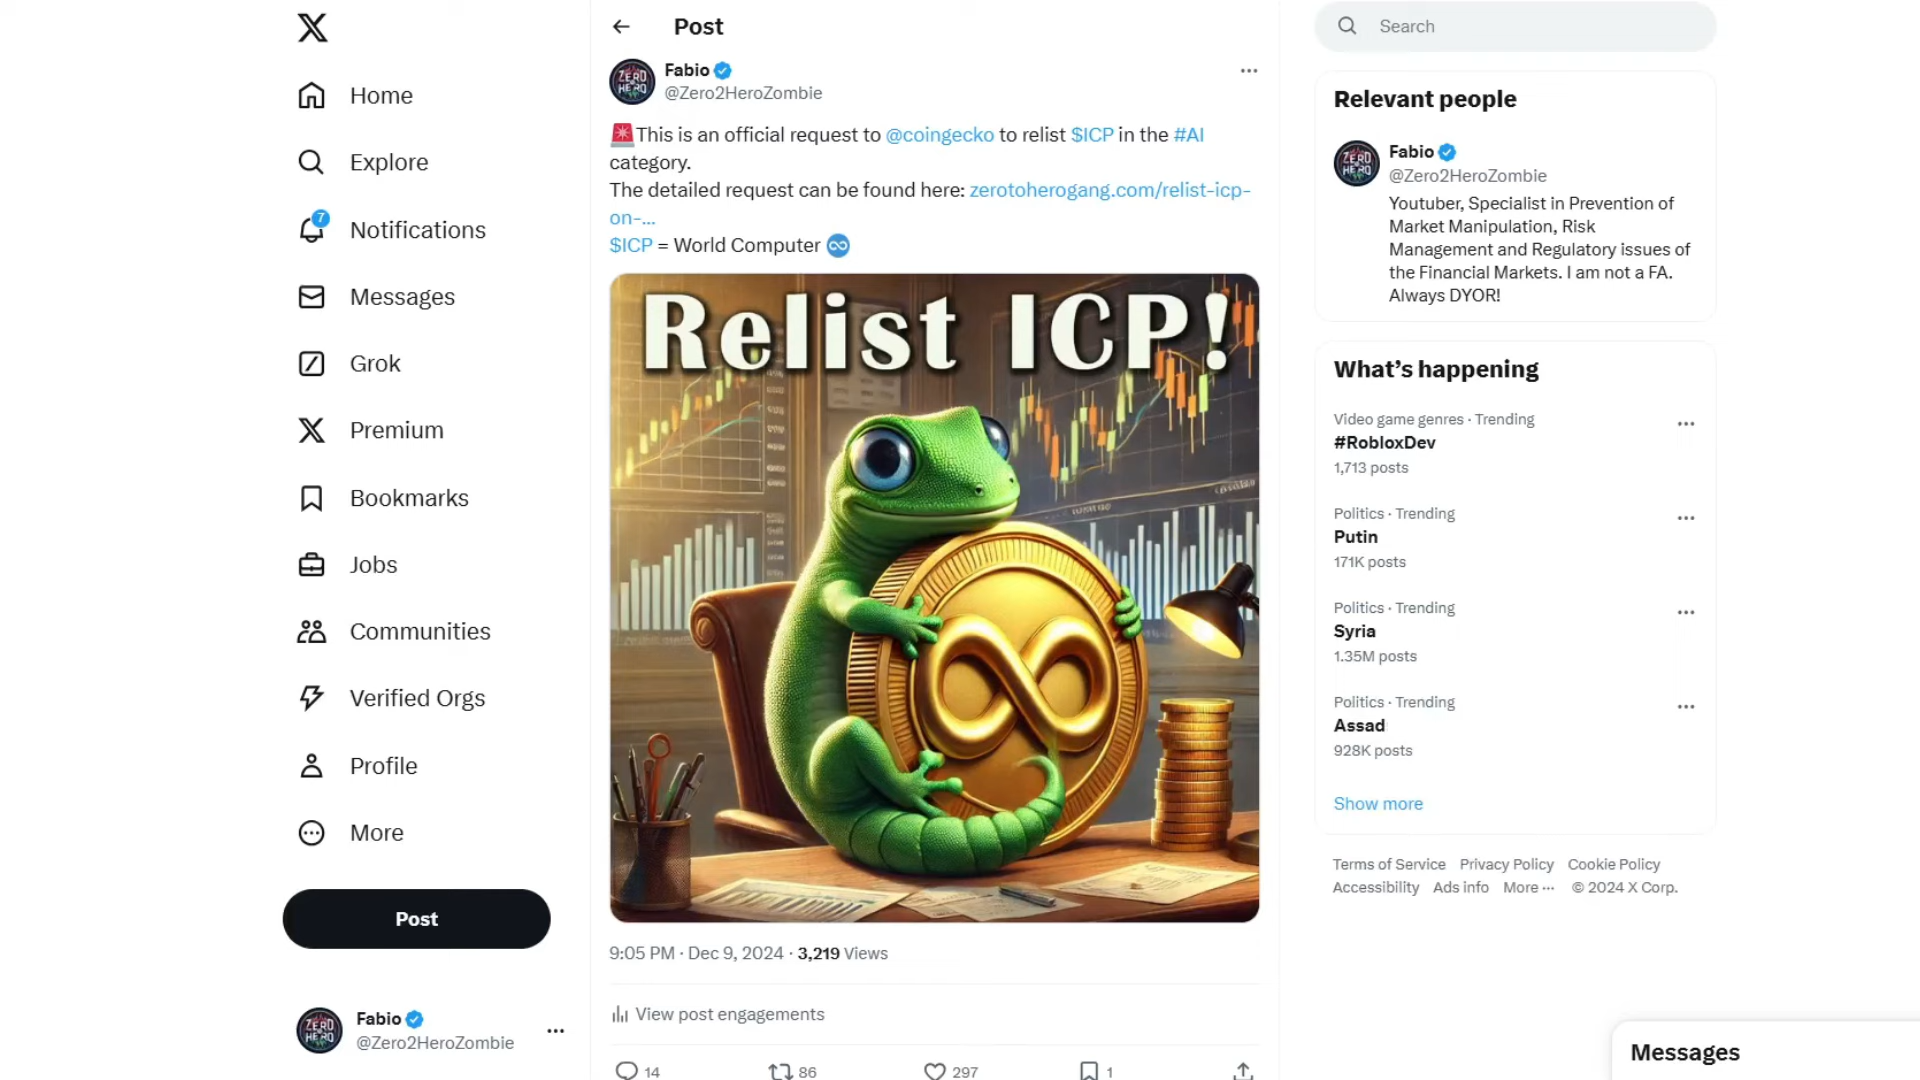 Home
Explore
7
Notifications
Messages
Grok
Premium
Bookmarks
Jobs
Communities
Verified Orgs
Profile
More
Post
Fabio
@Zero2HeroZombie
Post
ZERO
HERO
Fabio
@Zero2HeroZombie
This is an official request to @coingecko to relist $ICP in the #AI
category.
The detailed request can be found here: zerotoherogang.com/relist-icp-
on-...
$ICP = World Computer
Relist ICP!
9:05 PM · Dec 9, 2024 · 3,219 Views
View post engagements
14 86 297 1
Search
Relevant people
Fabio
@Zero2HeroZombie
Youtuber, Specialist in Prevention of
Market Manipulation, Risk
Management and Regulatory issues of
the Financial Markets. I am not a FA.
Always DYOR!
What's happening
Video game genres · Trending
#RobloxDev
1,713 posts
Politics · Trending
Putin
171K posts
Politics · Trending
Syria
1.35M posts
Politics · Trending
Assad
928K posts
Show more
Terms of Service Privacy Policy Cookie Policy
Accessibility Ads info More ··· © 2024 X Corp.
Messages